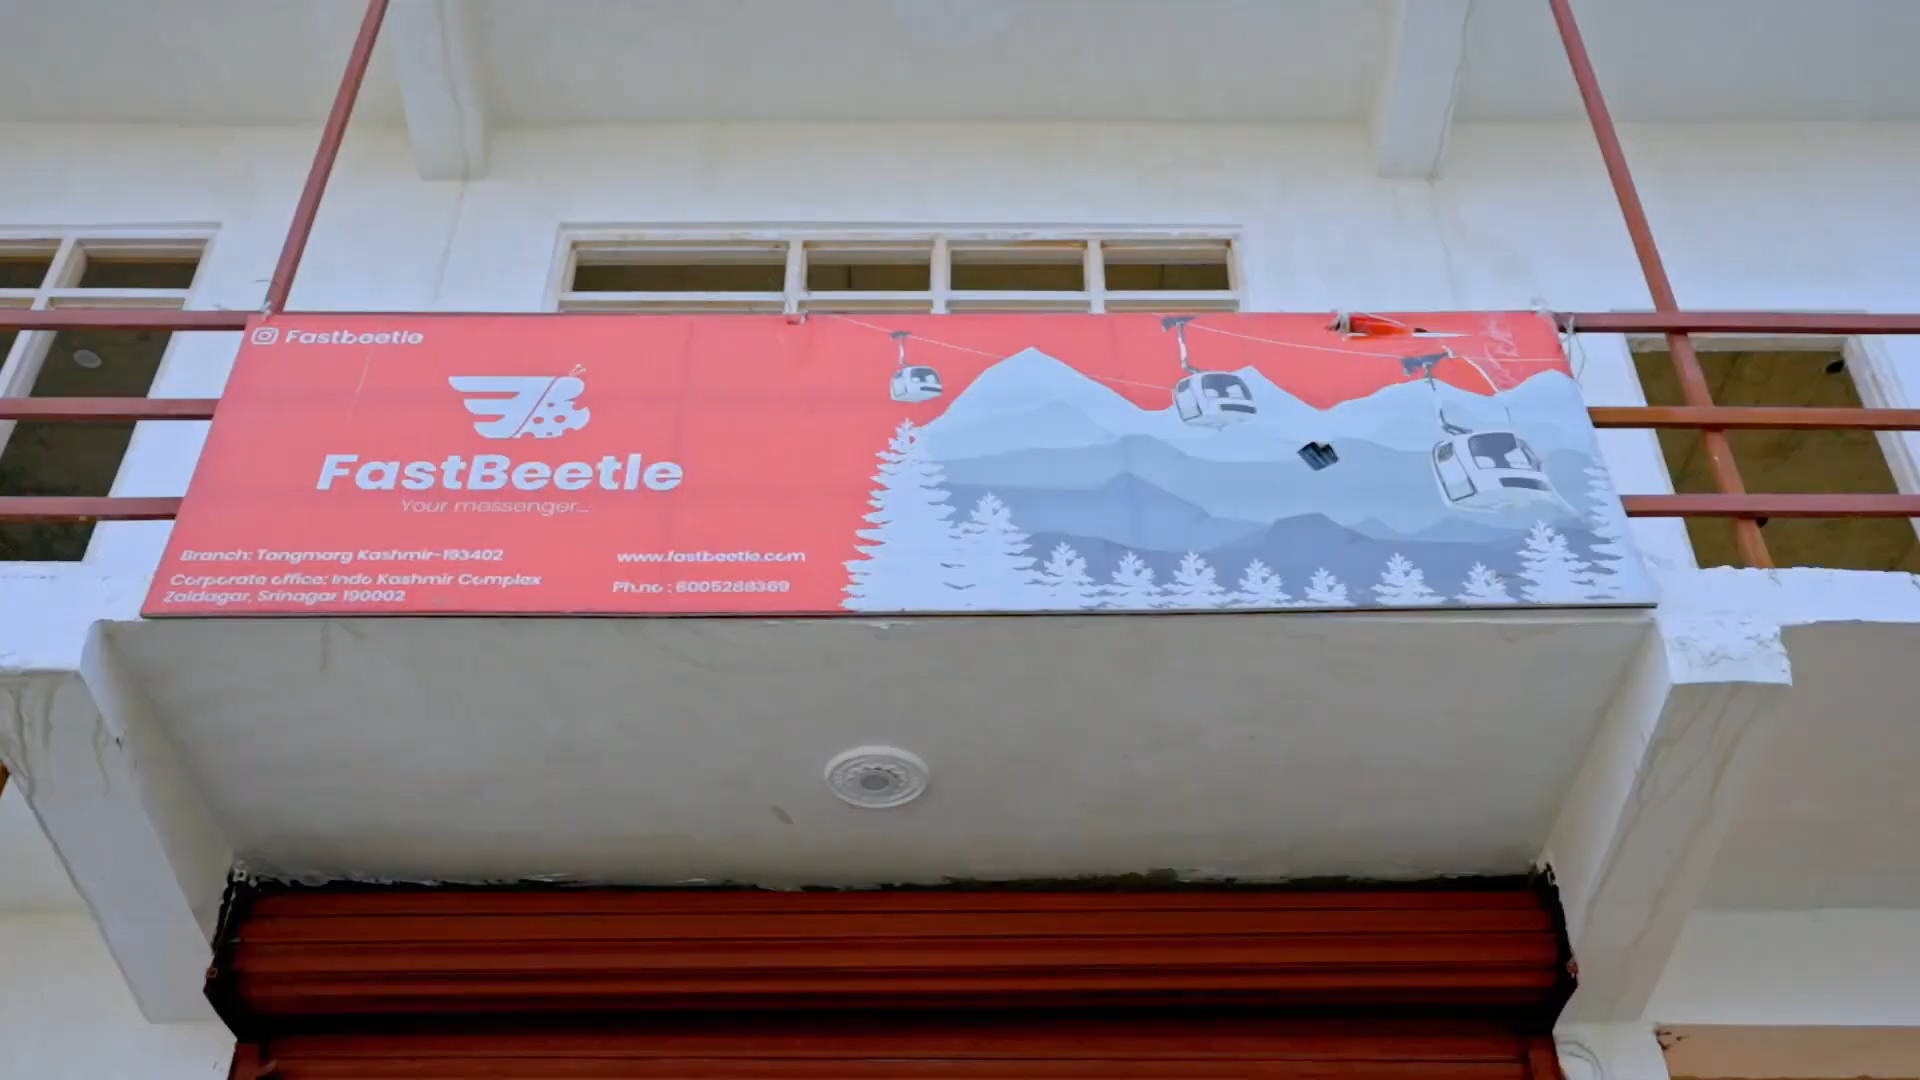 Fastbeetle
FastBeetle
Your messenger...
Branch: Tangmarg Kashmir-193402
Corporate office: Indo Kashmir Complex
Zaldagar, Srinagar 190002
www.fastbeetle.com
Ph.no : 6005288369